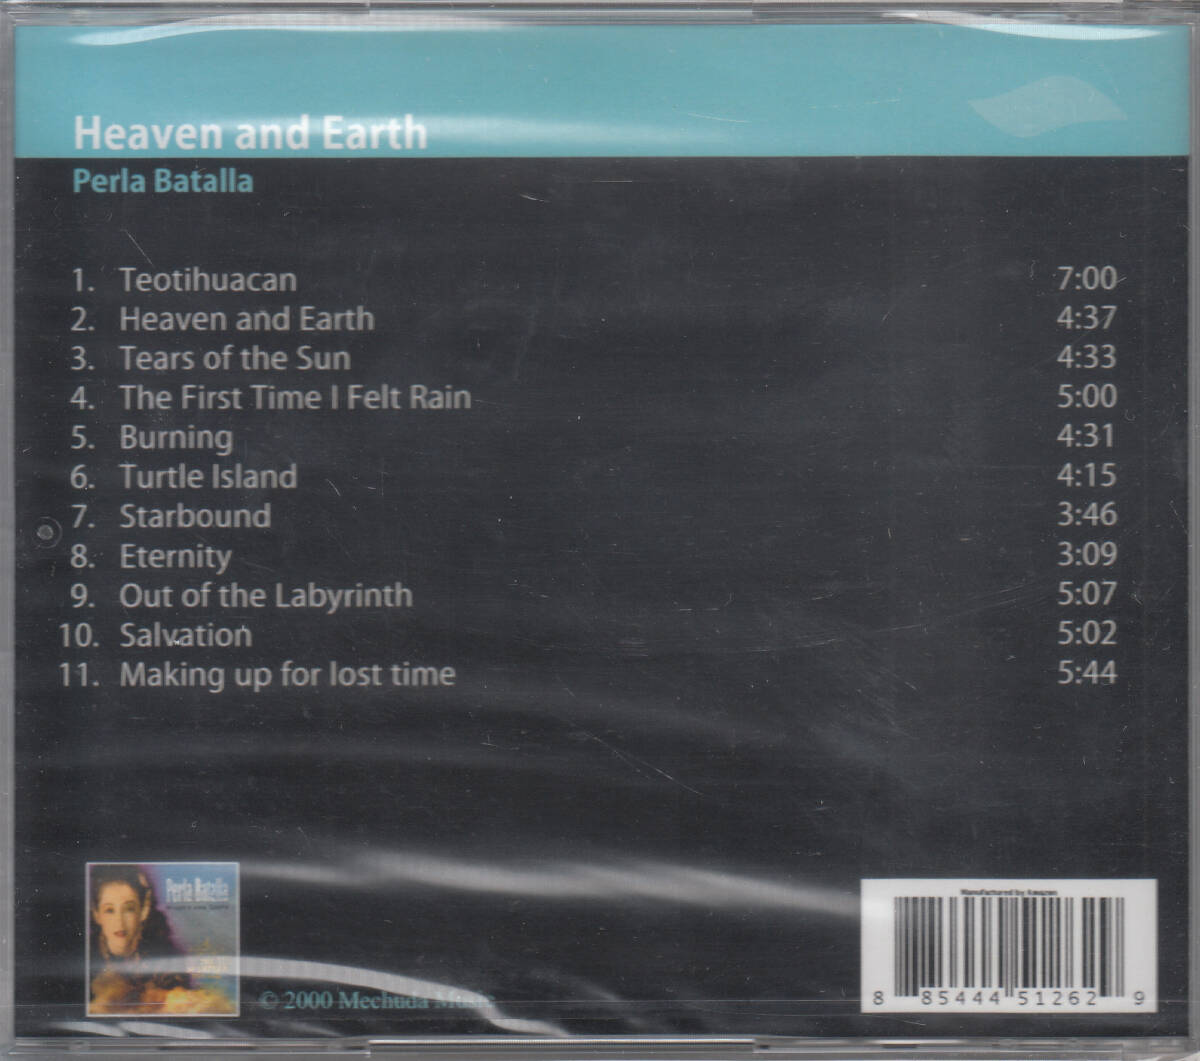 Heaven and Earth
Perla Batalla
1. Teotihuacan 7:00
2. Heaven and Earth 4:37
3. Tears of the Sun 4:33
4. The First Time I Felt Rain 5:00
5. Burning 4:31
6. Turtle Island 4:15
7. Starbound 3:46
8. Eternity 3:09
9. Out of the Labyrinth 5:07
10. Salvation 5:02
11. Making up for lost time 5:44
Perla Batalla
© 2000 Mechuda Music
Manufactured by Amazon
8 85444 51262 9